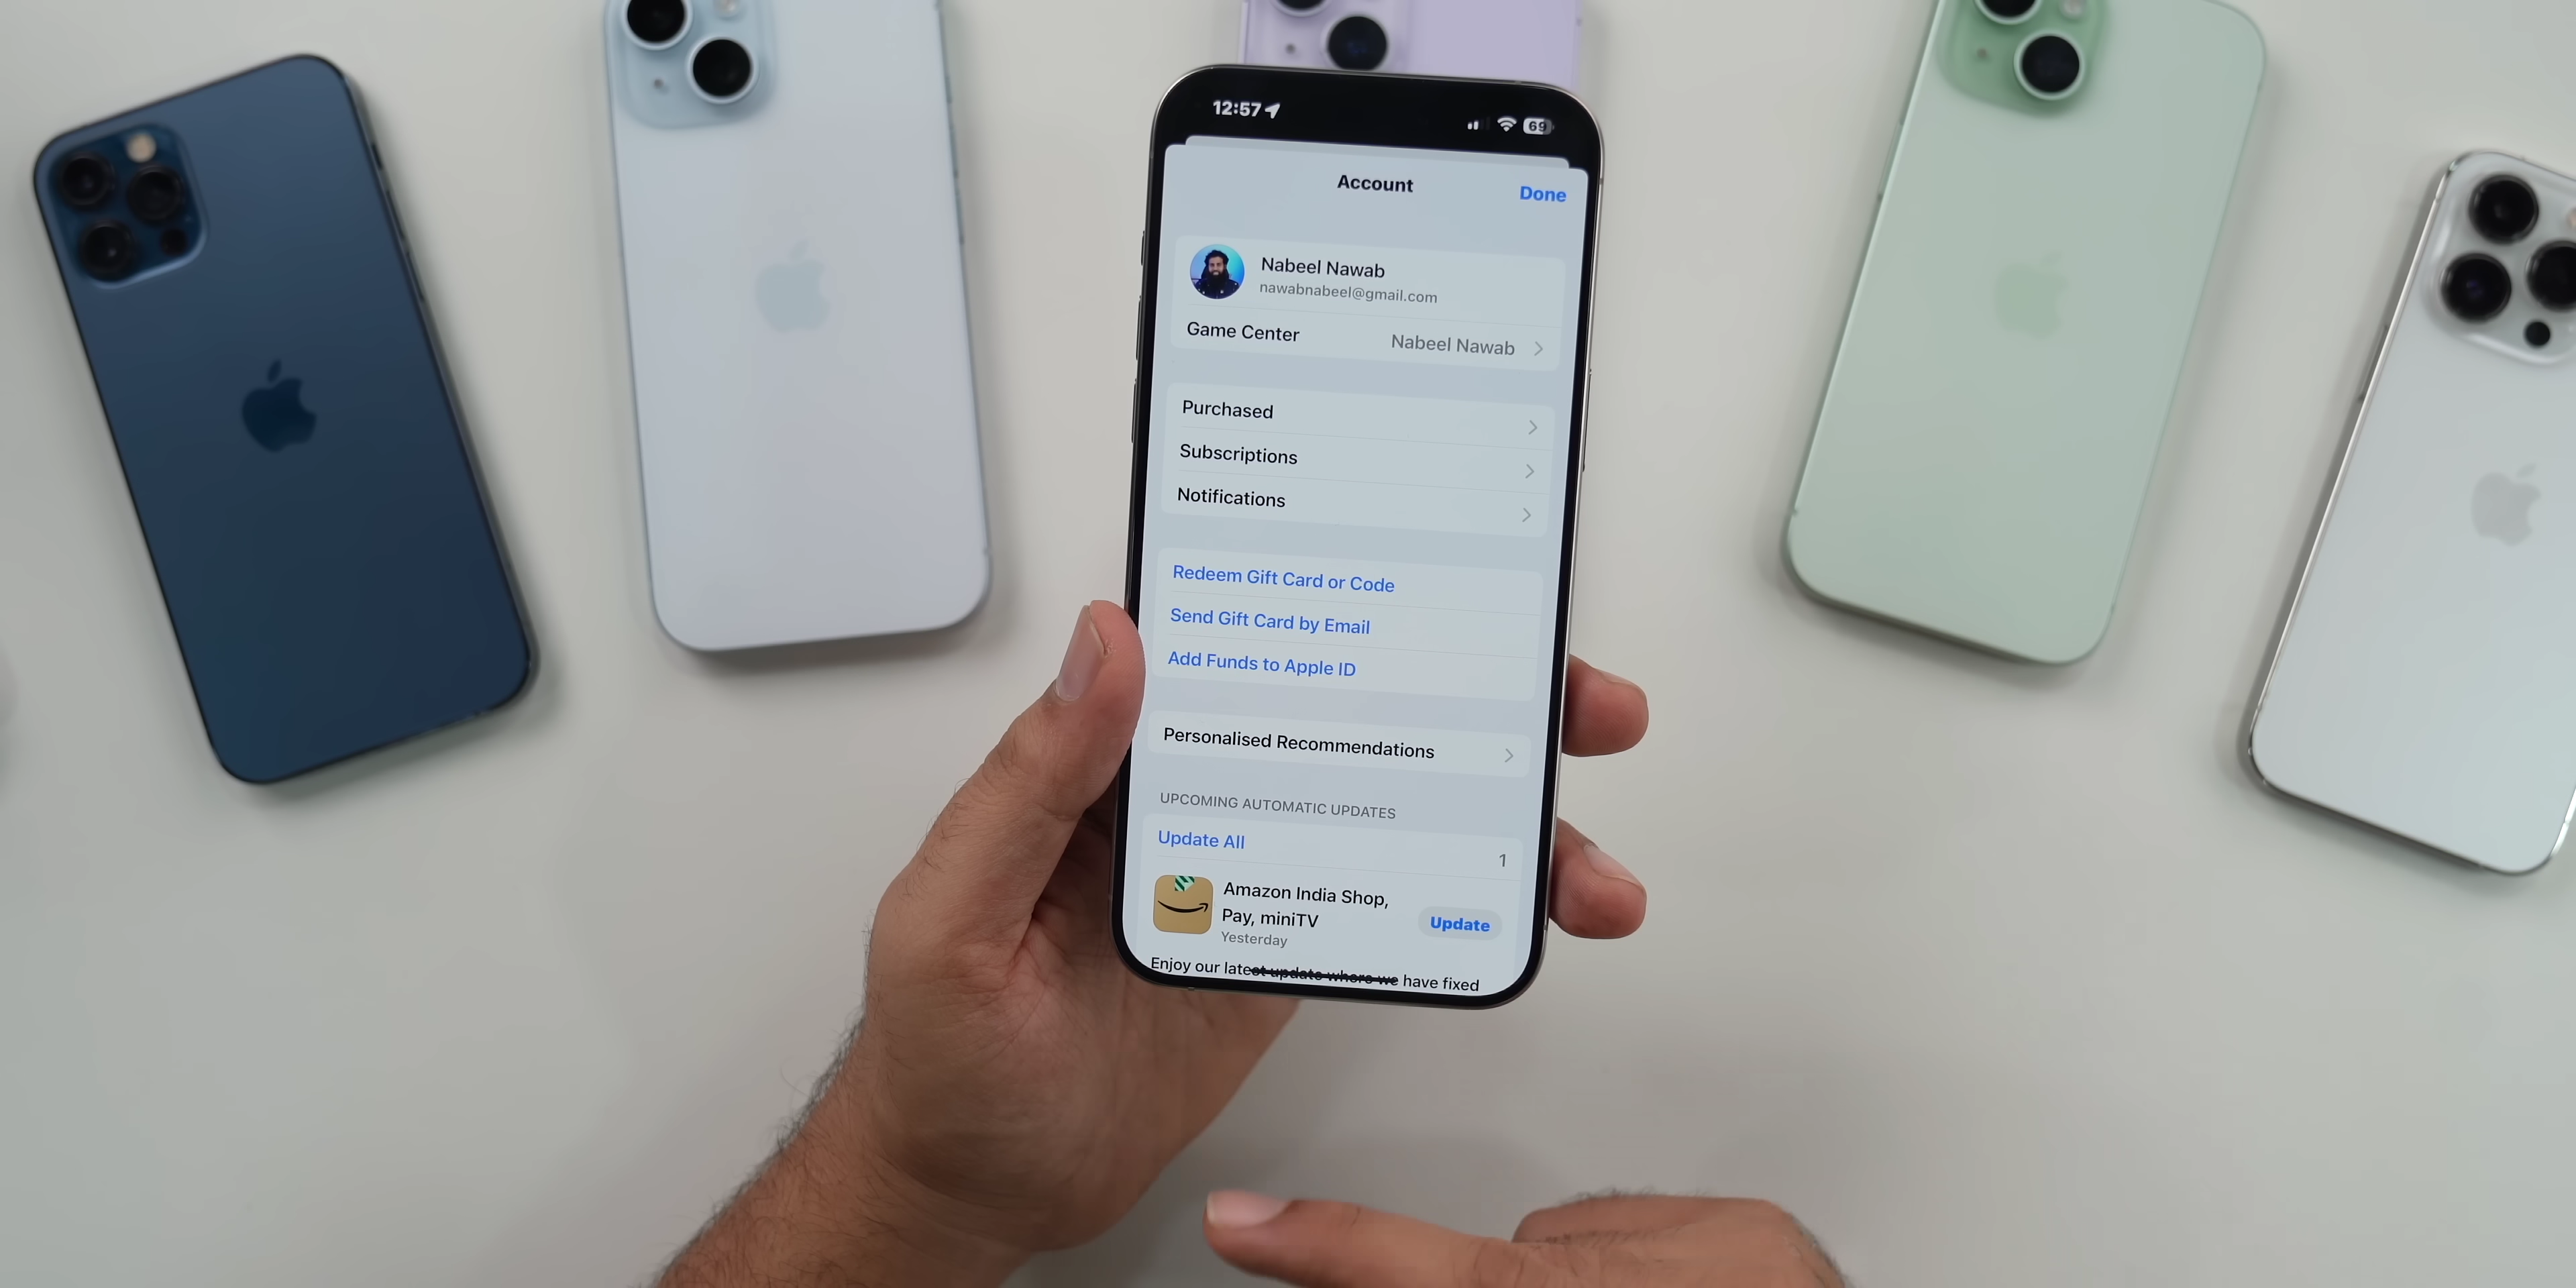 12:57
69
Account
Done
Nabeel Nawab
nawabnabeel@gmail.com
Game Center
Nabeel Nawab
Purchased
Subscriptions
Notifications
Redeem Gift Card or Code
Send Gift Card by Email
Add Funds to Apple ID
Personalised Recommendations
UPCOMING AUTOMATIC UPDATES
Update All
1
Amazon India Shop,
Pay, miniTV
Update
Yesterday
Enjoy our latest update where we have fixed